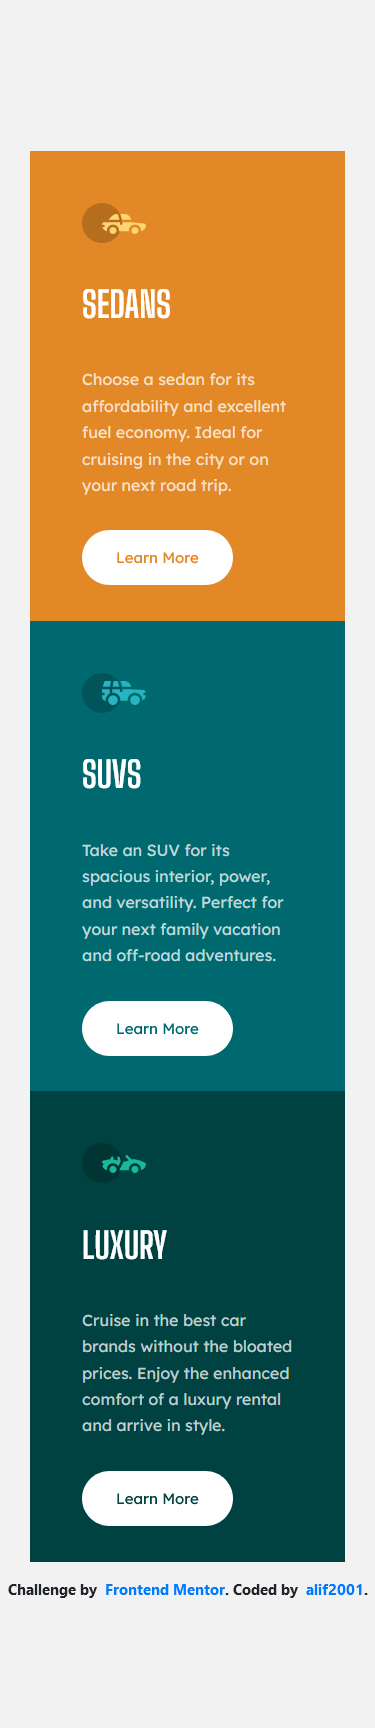 SEDANS
Choose a sedan for its
affordability and excellent
fuel economy. Ideal for
cruising in the city or on
your next road trip.
Learn More
SUVS
Take an SUV for its
spacious interior, power,
and versatility. Perfect for
your next family vacation
and off-road adventures.
Learn More
LUXURY
Cruise in the best car
brands without the bloated
prices. Enjoy the enhanced
comfort of a luxury rental
and arrive in style.
Learn More
Challenge by Frontend Mentor. Coded by alif2001.